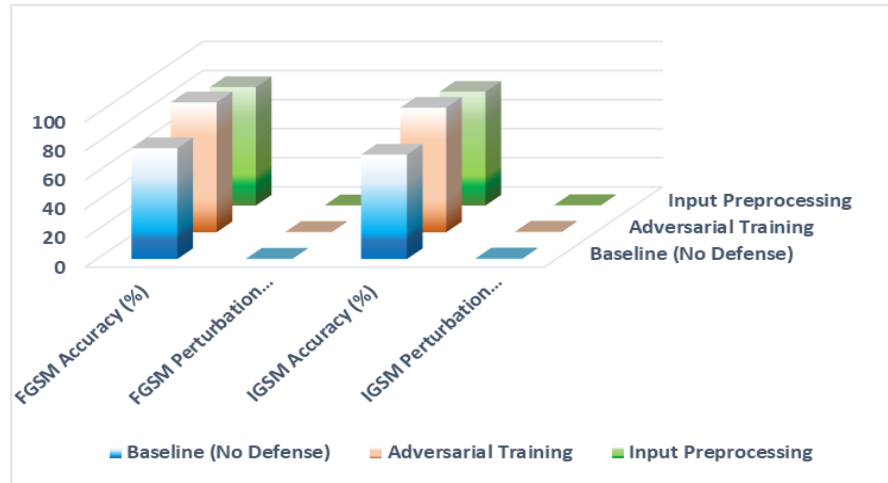 100
80
60
40
20
0
Input Preprocessing
Adversarial Training
Baseline (No Defense)
FGSM Accuracy (%)
FGSM Perturbation...
IGSM Accuracy (%)
IGSM Perturbation...
Baseline (No Defense) Adversarial Training Input Preprocessing